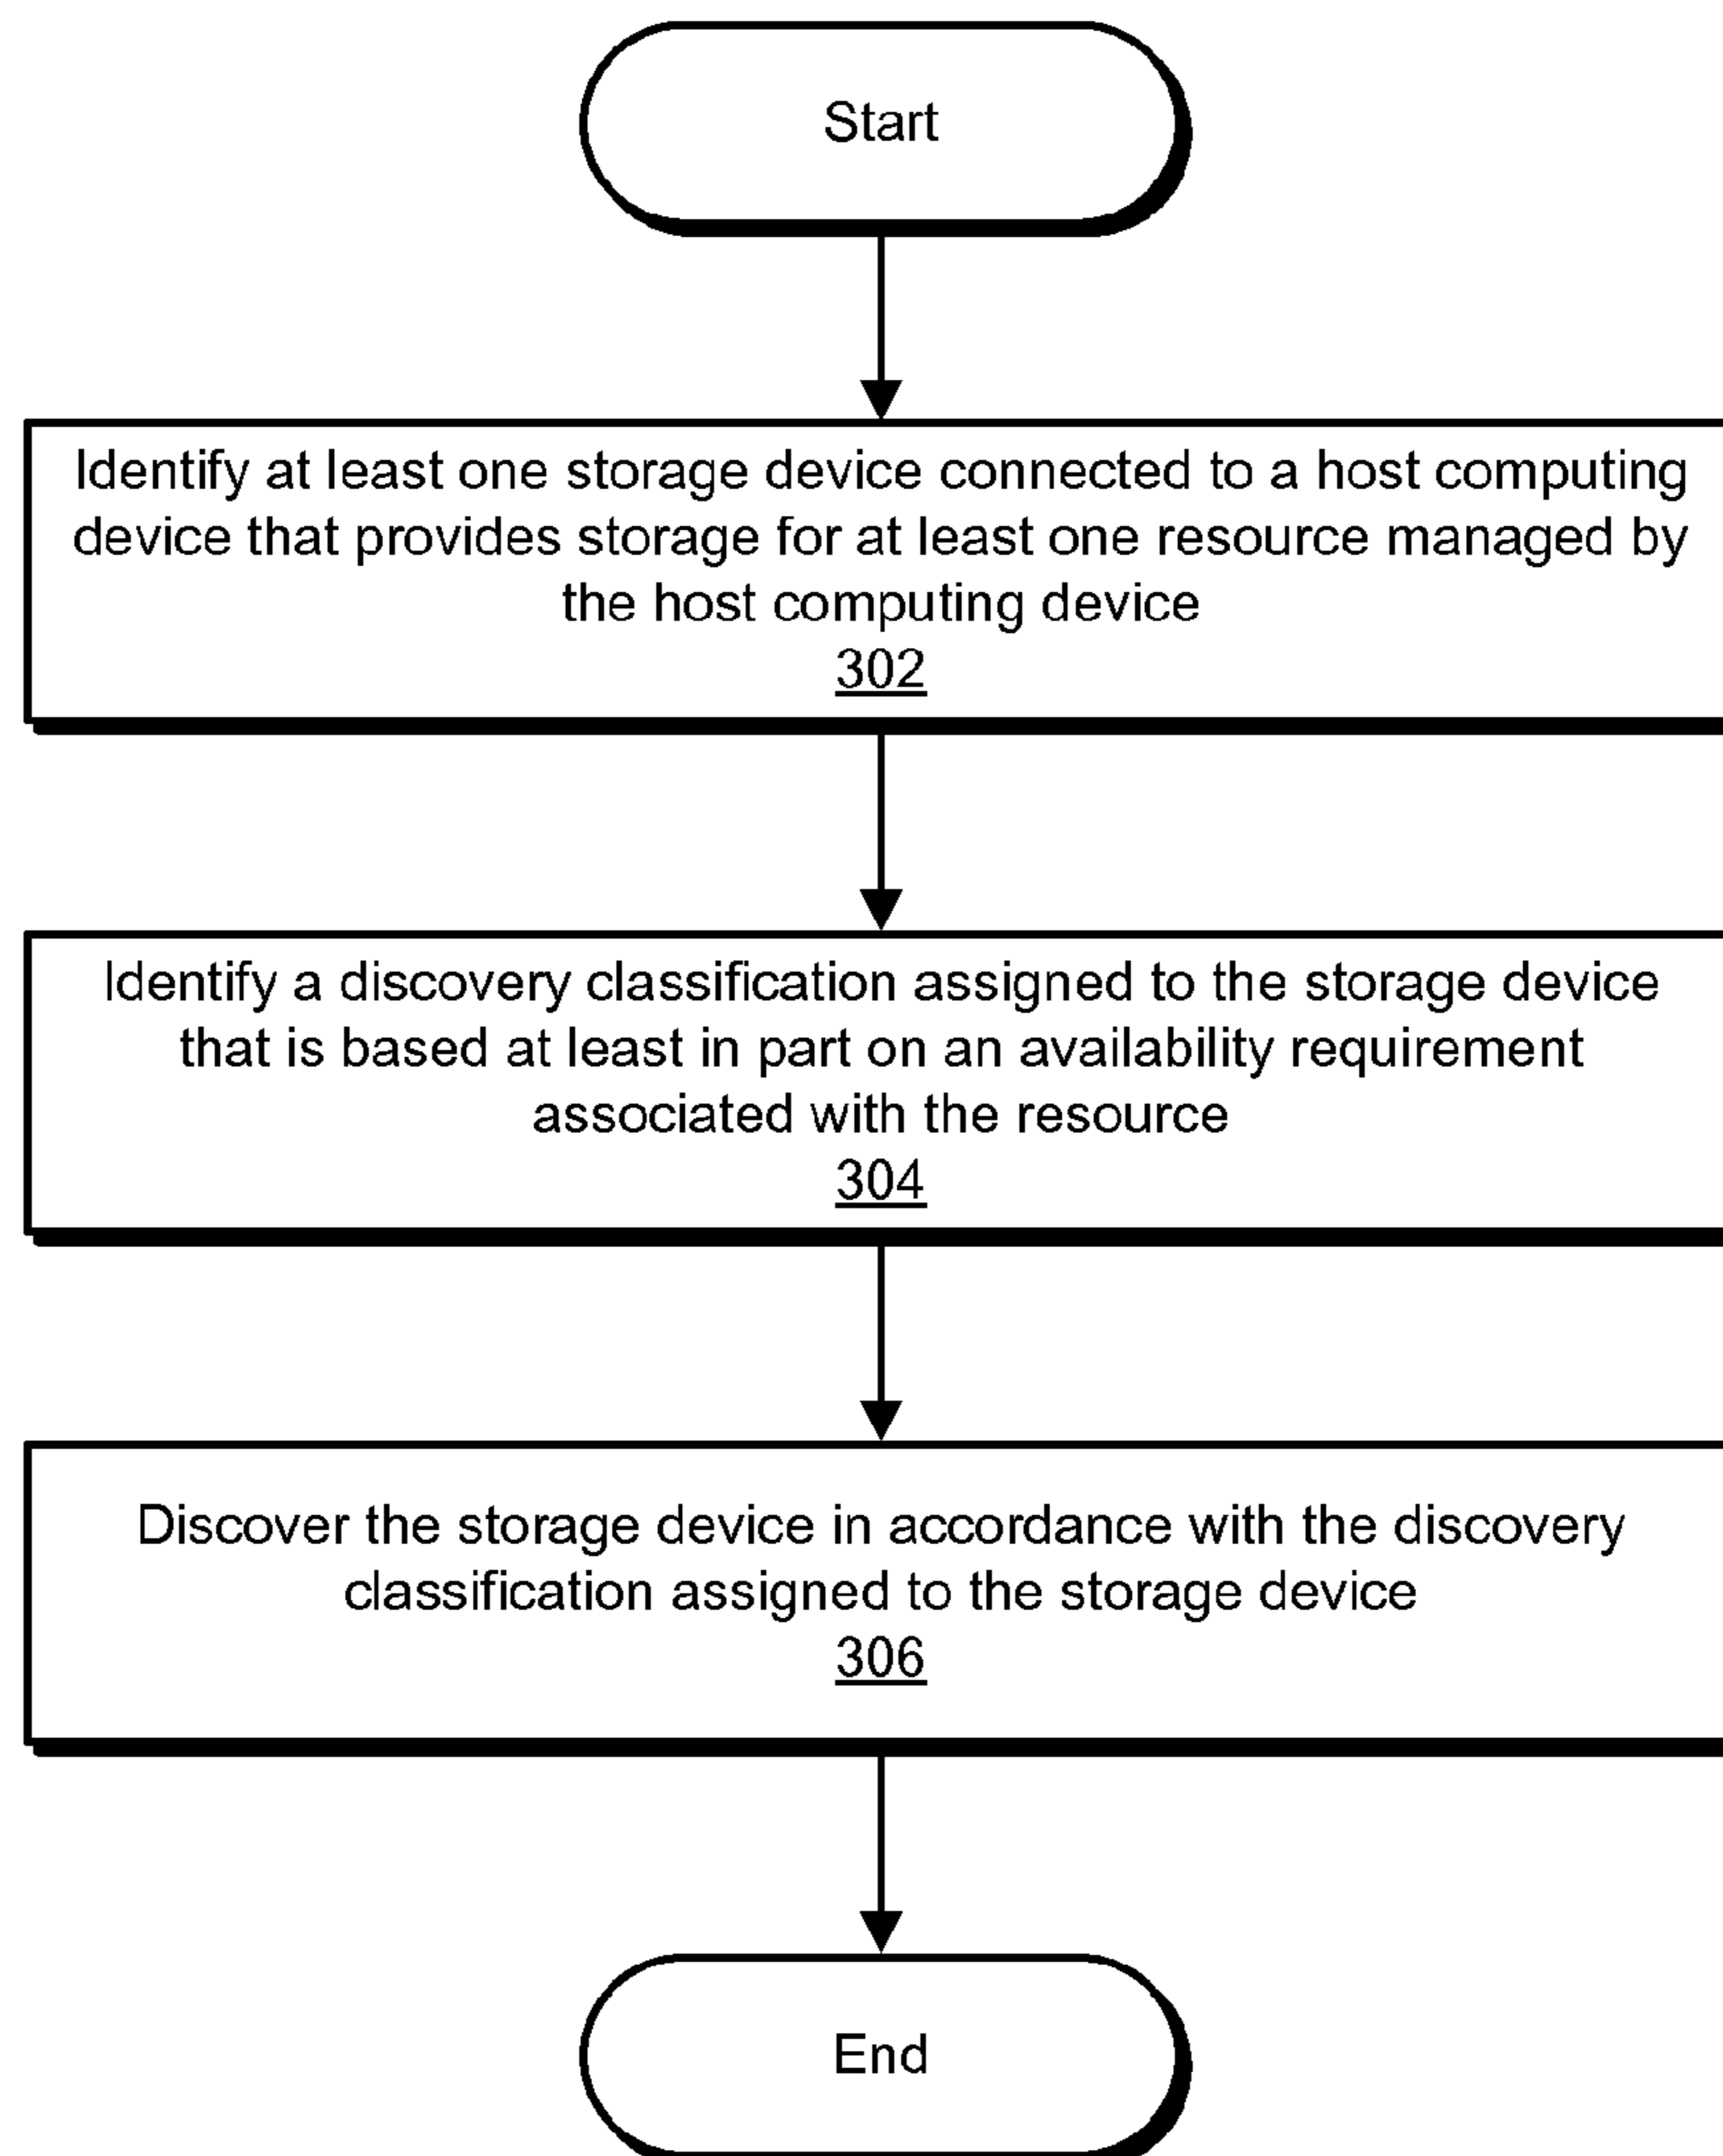 Start
Identify at least one storage device connected to a host computing
device that provides storage for at least one resource managed by
the host computing device
302
Identify a discovery classification assigned to the storage device
that is based at least in part on an availability requirement
associated with the resource
304
Discover the storage device in accordance with the discovery
classification assigned to the storage device
306
End